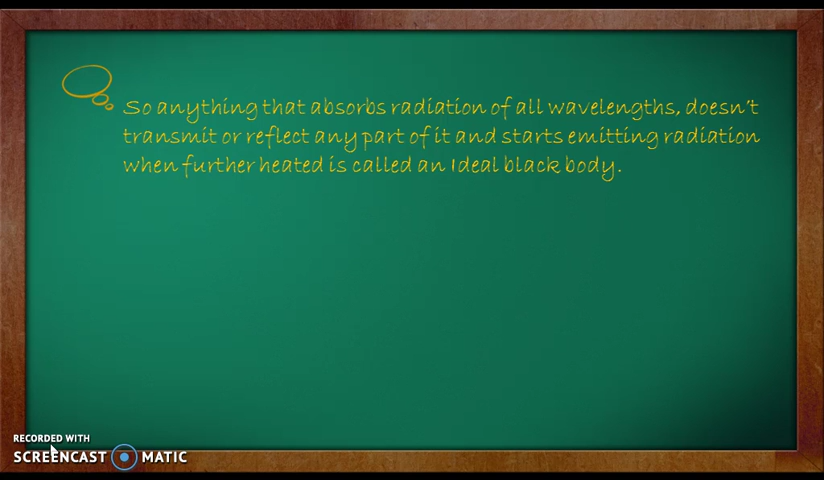 So anything that absorbs radiation of all wavelengths, doesn't
transmit or reflect any part of it and starts emitting radiation
when further heated is called an Ideal black body.
RECORDED WITH
SCREENCAST MATIC